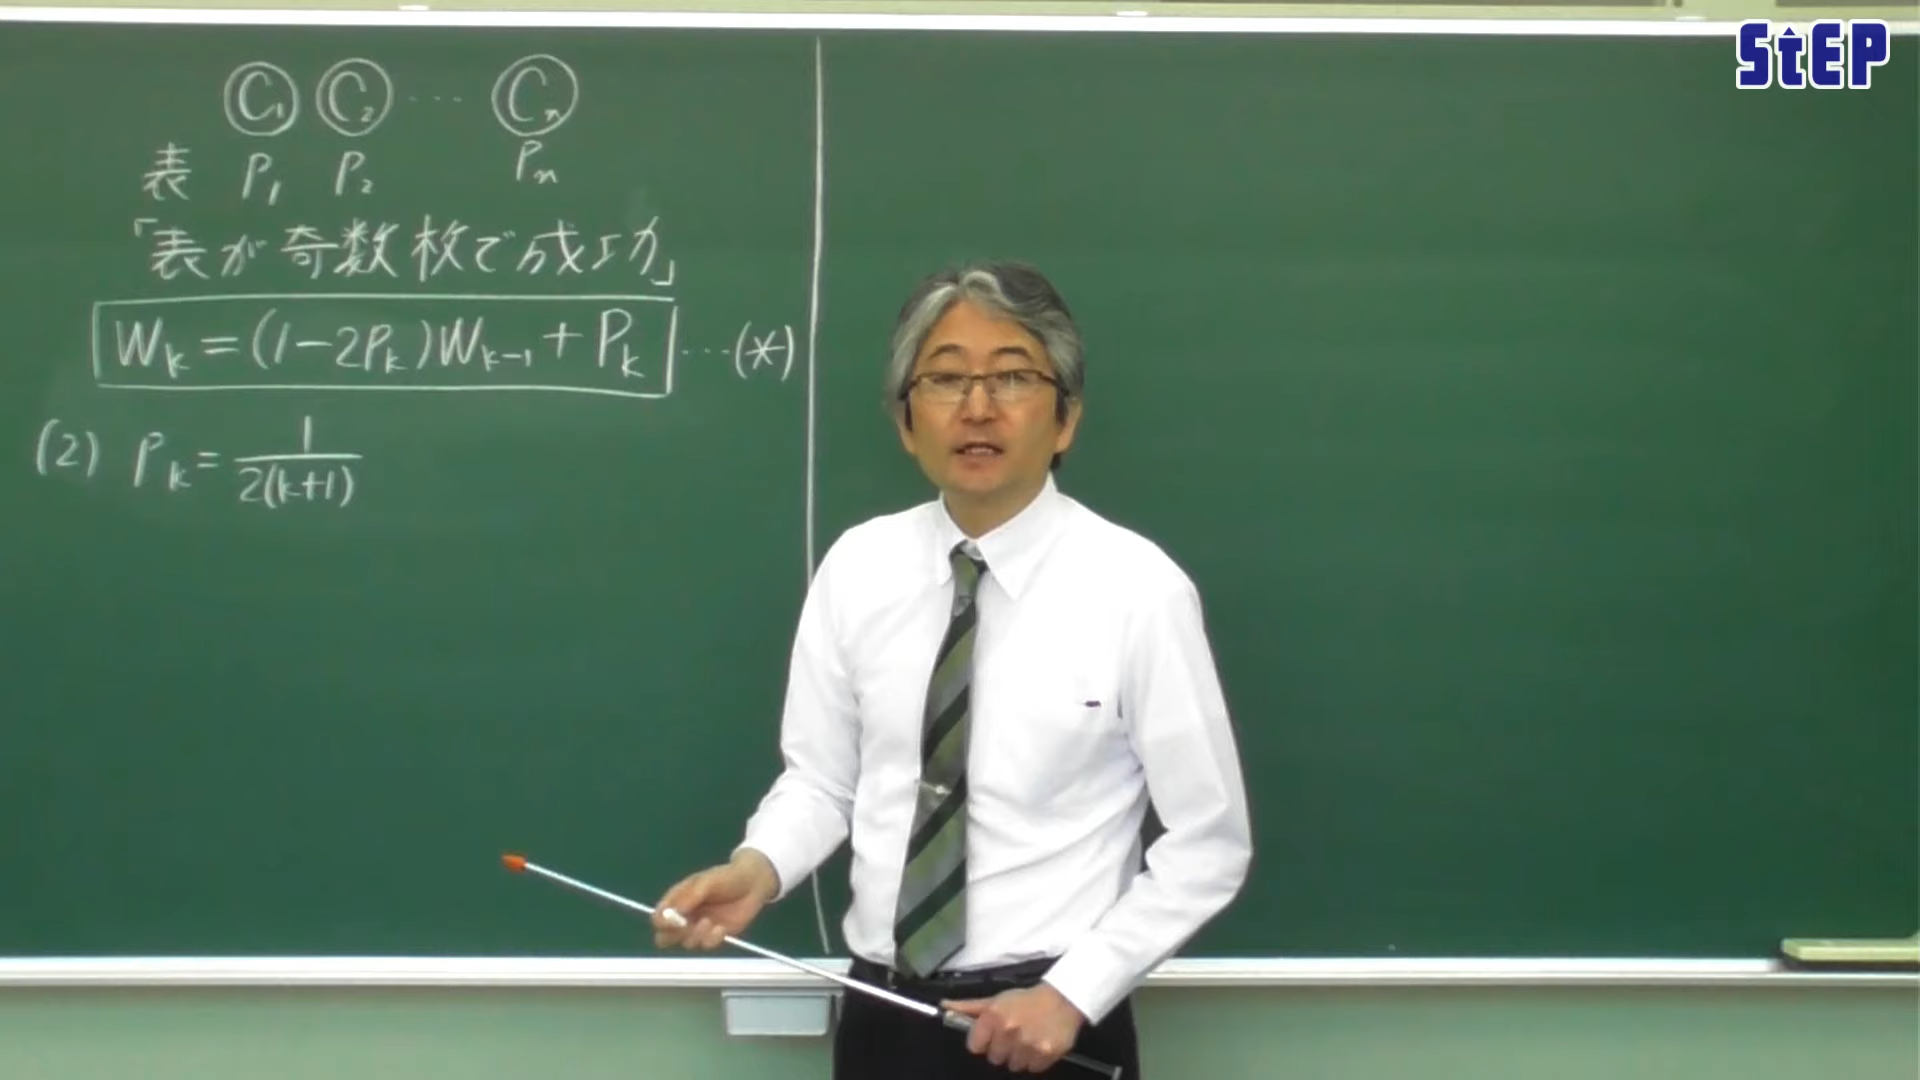 StEP
C₁ C₂ ... Cₙ
表 P₁ P₂ Pₙ
「表が奇数枚で成功」
Wₖ=(1-2Pₖ)Wₖ₋₁+Pₖ ...(*)
(2) Pₖ=1/2(k+1)